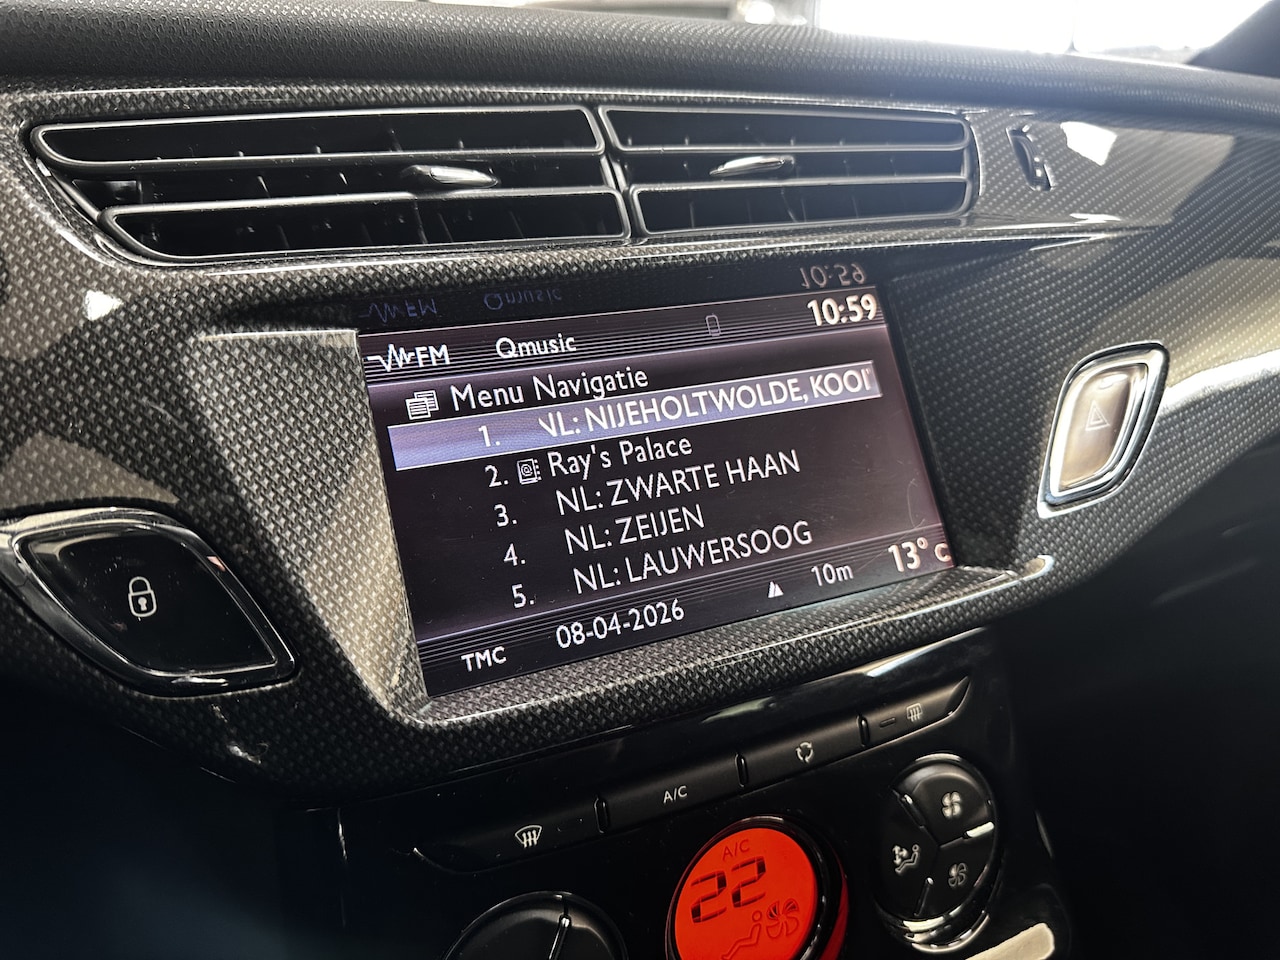 FM Qmusic 10:59
Menu Navigatie
1. NL: NIJEHOLTWOLDE, KOOI
2. Ray's Palace
3. NL: ZWARTE HAAN
4. NL: ZEIJEN
5. NL: LAUWERSOOG
TMC 08-04-2026 10m 13° C
A/C
A/C
22